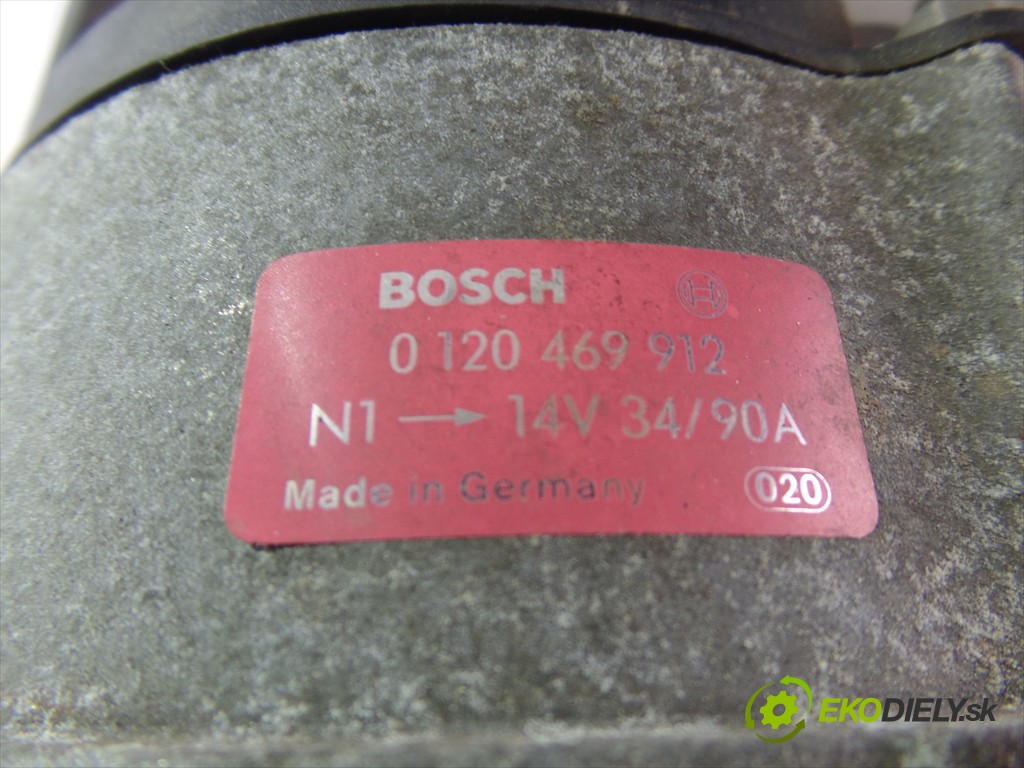 BOSCH
0 120 469 912
N1 → 14V 34/90A
Made in Germany 020
EKODIELY.sk